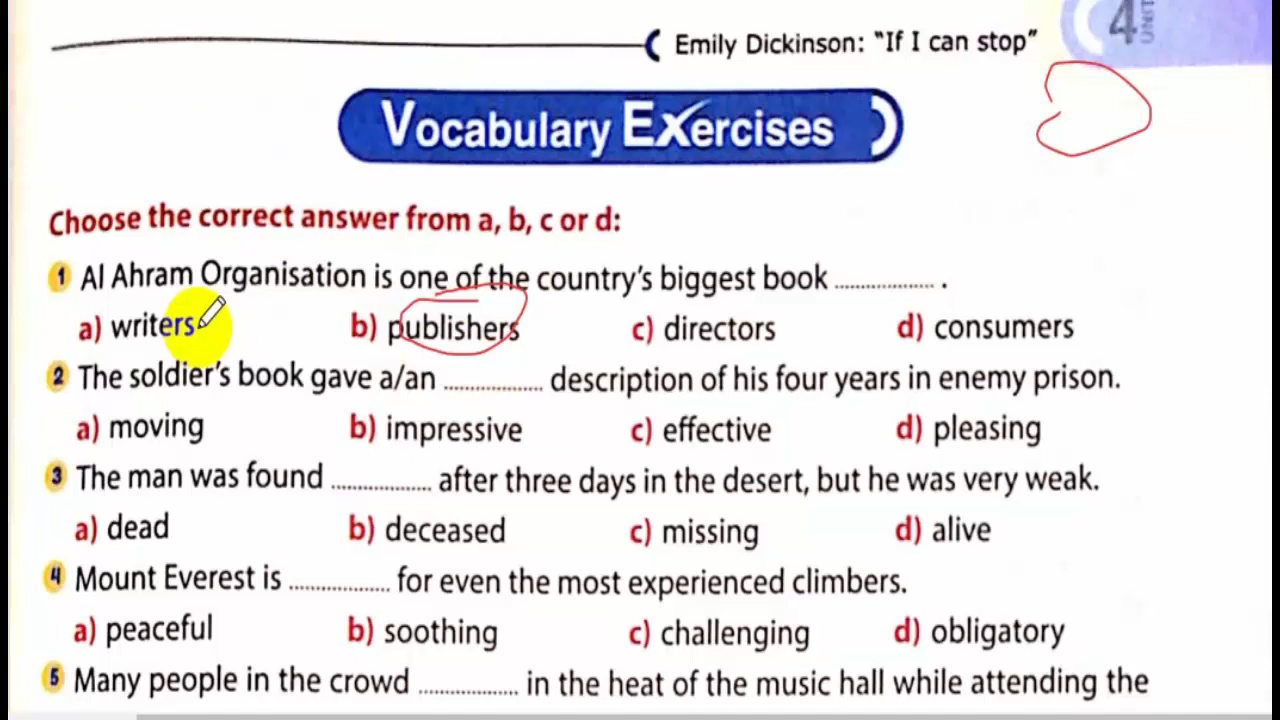 Emily Dickinson: "If I can stop"
4
UNIT
Vocabulary Exercises
Choose the correct answer from a, b, c or d:
1 Al Ahram Organisation is one of the country's biggest book .................. .
a) writers b) publishers c) directors d) consumers
2 The soldier's book gave a/an .................. description of his four years in enemy prison.
a) moving b) impressive c) effective d) pleasing
3 The man was found .................. after three days in the desert, but he was very weak.
a) dead b) deceased c) missing d) alive
4 Mount Everest is .................. for even the most experienced climbers.
a) peaceful b) soothing c) challenging d) obligatory
5 Many people in the crowd .................. in the heat of the music hall while attending the